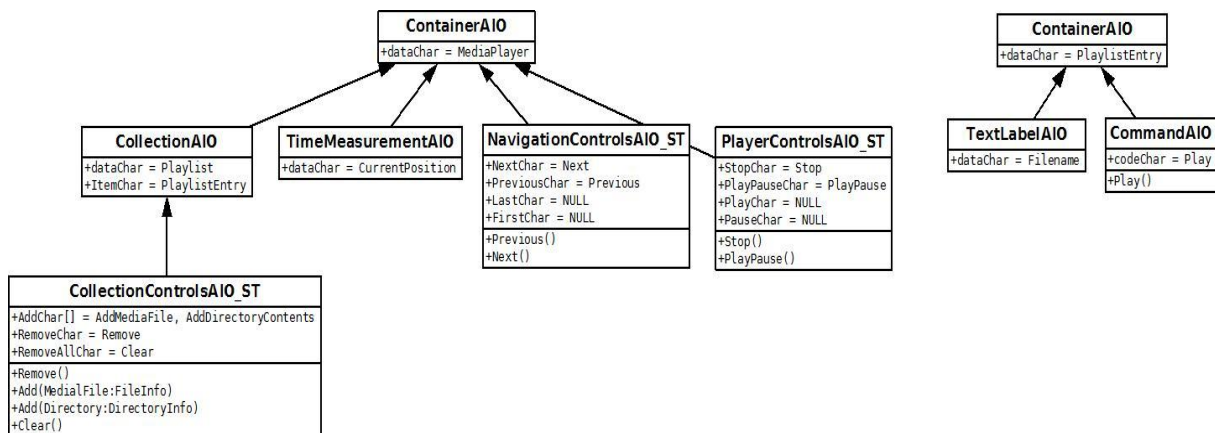 ContainerAIO
+dataChar = MediaPlayer
ContainerAIO
+dataChar = PlaylistEntry
CollectionAIO
+dataChar = Playlist
+ItemChar = PlaylistEntry
TimeMeasurementAIO
+dataChar = CurrentPosition
NavigationControlsAIO_ST
+NextChar = Next
+PreviousChar = Previous
+LastChar = NULL
+FirstChar = NULL
+Previous()
+Next()
PlayerControlsAIO_ST
+StopChar = Stop
+PlayPauseChar = PlayPause
+PlayChar = NULL
+PauseChar = NULL
+Stop()
+PlayPause()
TextLabelAIO
+dataChar = Filename
CommandAIO
+codeChar = Play
+Play()
CollectionControlsAIO_ST
+AddChar[] = AddMediaFile, AddDirectoryContents
+RemoveChar = Remove
+RemoveAllChar = Clear
+Remove()
+Add(MedialFile:FileInfo)
+Add(Directory:DirectoryInfo)
+Clear()